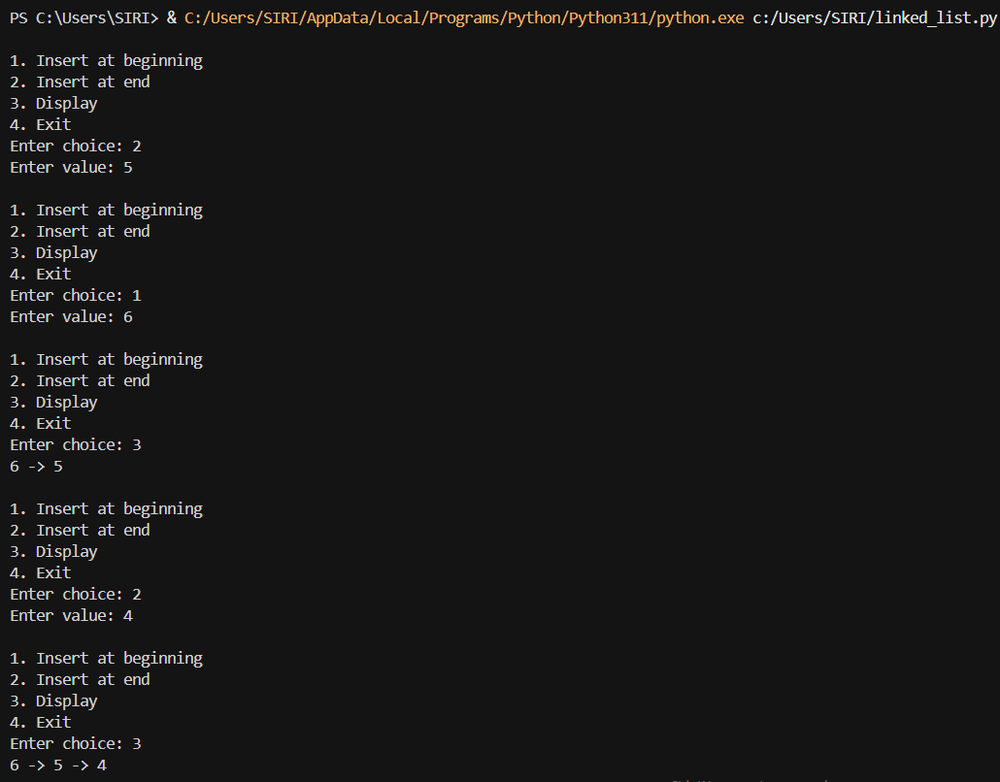 PS C:\Users\SIRI> & C:/Users/SIRI/AppData/Local/Programs/Python/Python311/python.exe c:/Users/SIRI/linked_list.py
1. Insert at beginning
2. Insert at end
3. Display
4. Exit
Enter choice: 2
Enter value: 5
1. Insert at beginning
2. Insert at end
3. Display
4. Exit
Enter choice: 1
Enter value: 6
1. Insert at beginning
2. Insert at end
3. Display
4. Exit
Enter choice: 3
6 -> 5
1. Insert at beginning
2. Insert at end
3. Display
4. Exit
Enter choice: 2
Enter value: 4
1. Insert at beginning
2. Insert at end
3. Display
4. Exit
Enter choice: 3
6 -> 5 -> 4